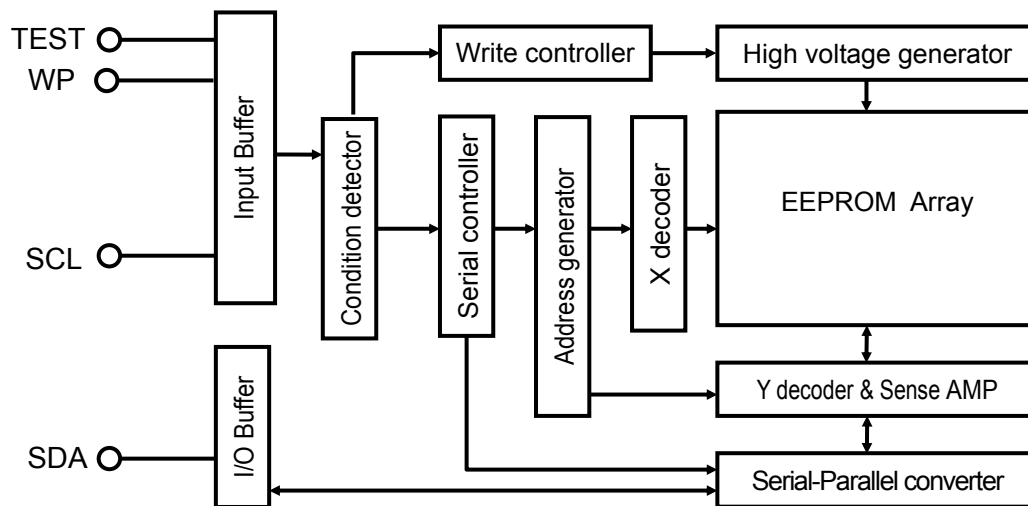 TEST
WP
SCL
SDA
Input Buffer
I/O Buffer
Condition detector
Write controller
Serial controller
Address generator
X decoder
High voltage generator
EEPROM Array
Y decoder & Sense AMP
Serial-Parallel converter